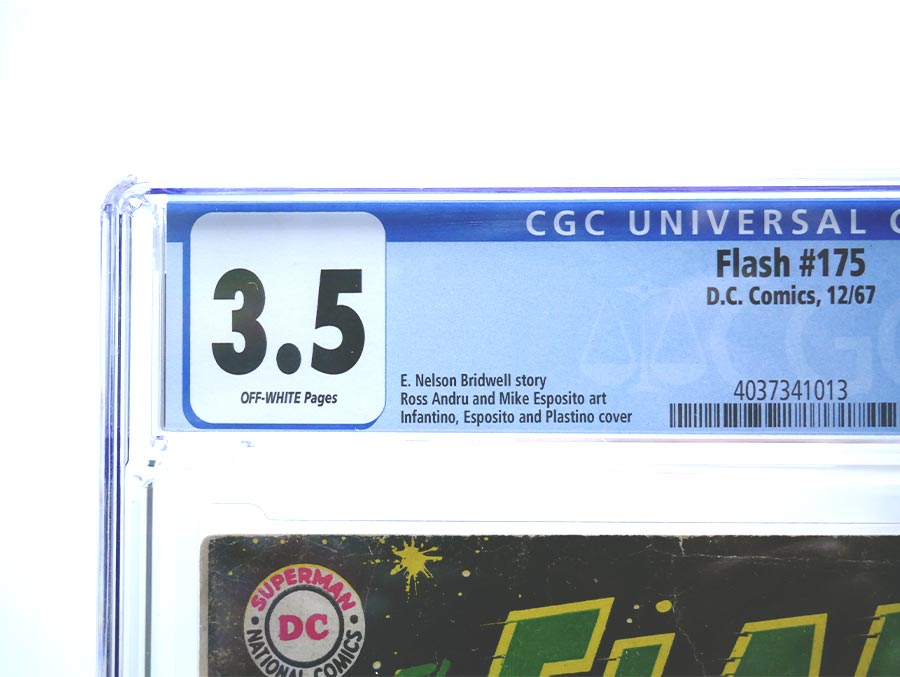 CGC UNIVERSAL
Flash #175
D.C. Comics, 12/67
3.5
OFF-WHITE Pages
E. Nelson Bridwell story
Ross Andru and Mike Esposito art
Infantino, Esposito and Plastino cover
4037341013
CGC
SUPERMAN
DC
NATIONAL COMICS